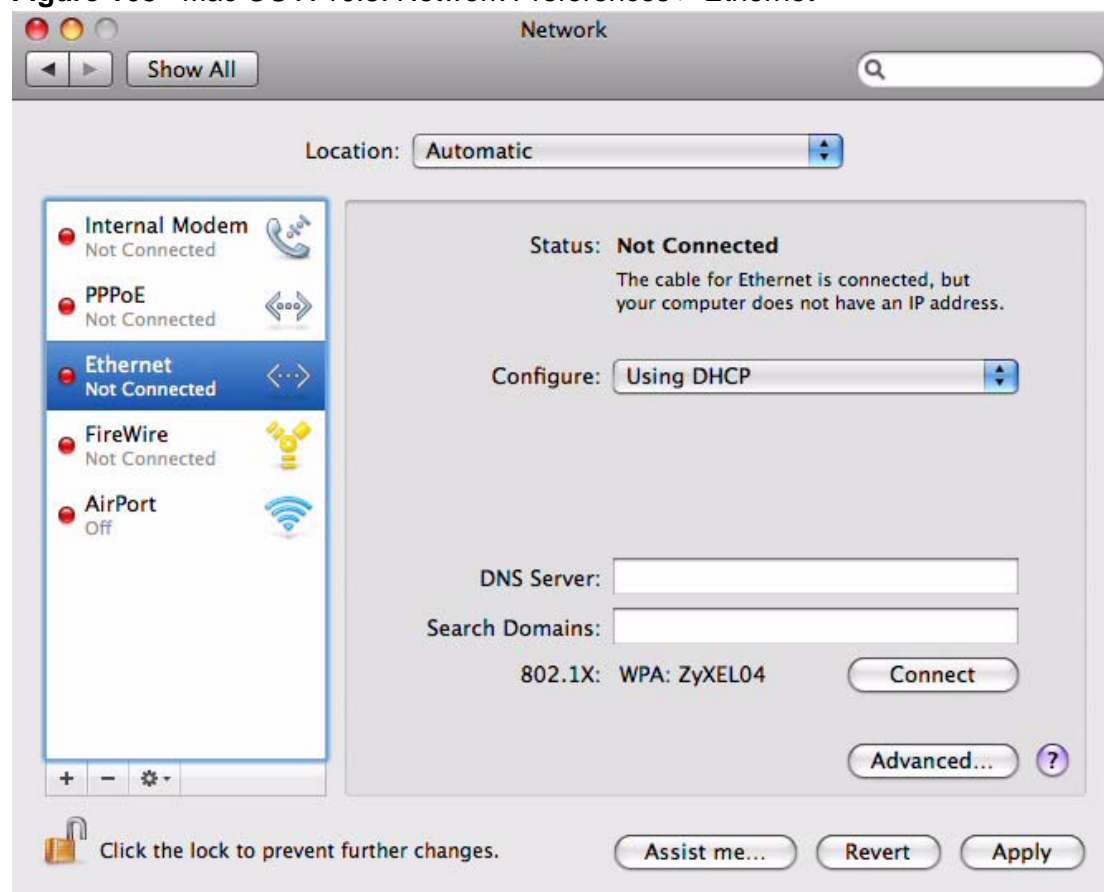 Network
Show All
Location: Automatic
Internal Modem
Not Connected
PPPoE
Not Connected
Ethernet
Not Connected
FireWire
Not Connected
AirPort
Off
Status: Not Connected
The cable for Ethernet is connected, but
your computer does not have an IP address.
Configure: Using DHCP
DNS Server:
Search Domains:
802.1X: WPA: ZyXEL04 Connect
Advanced... ?
Click the lock to prevent further changes.
Assist me... Revert Apply